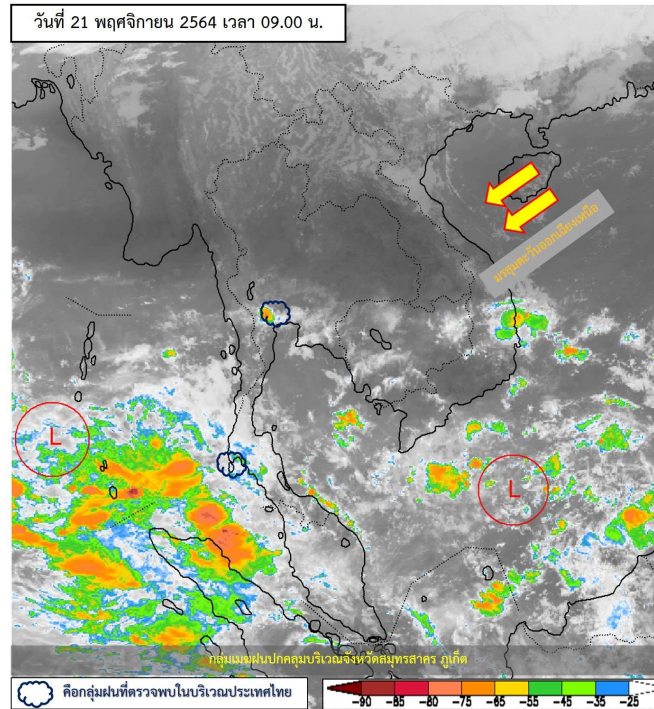 วันที่ 21 พฤศจิกายน 2564 เวลา 09.00 น.
มรสุมตะวันออกเฉียงเหนือ
L
L
กลุ่มเมฆฝนปกคลุมบริเวณจังหวัดสมุทรสาคร ภูเก็ต
คือกลุ่มฝนที่ตรวจพบในบริเวณประเทศไทย
-90 -85 -80 -75 -65 -55 -45 -35 -25